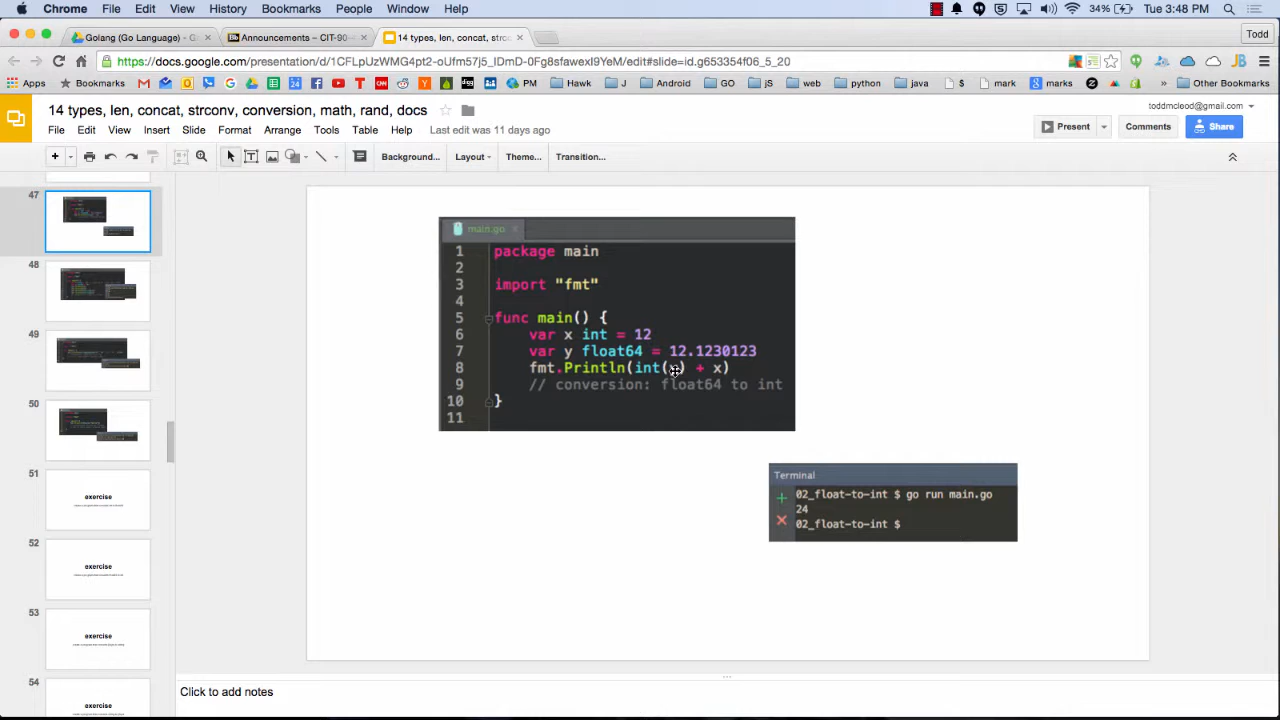 Chrome File Edit View History Bookmarks People Window Help 34% Tue 3:48 PM
Golang (Go Language) - G Announcements – CIT-90 14 types, len, concat, strc Todd
https://docs.google.com/presentation/d/1CFLpUzWMG4pt2-oUfm57j5_IDmD-0Fg8sfawexI9YeM/edit#slide=id.g653354f06_5_20
Apps Bookmarks PM Hawk J Android GO js web python java mark marks Other Bookmarks
14 types, len, concat, strconv, conversion, math, rand, docs
toddmcleod@gmail.com
File Edit View Insert Slide Format Arrange Tools Table Help Last edit was 11 days ago
Present Comments Share
Background... Layout Theme... Transition...
47
48
49
50
51
exercise
52
exercise
53
exercise
54
main.go
1 package main
2
3 import "fmt"
4
5 func main() {
6 var x int = 12
7 var y float64 = 12.1230123
8 fmt.Println(int( ) + x)
9 // conversion: float64 to int
10 }
11
Terminal
02_float-to-int $ go run main.go
24
02_float-to-int $
Click to add notes